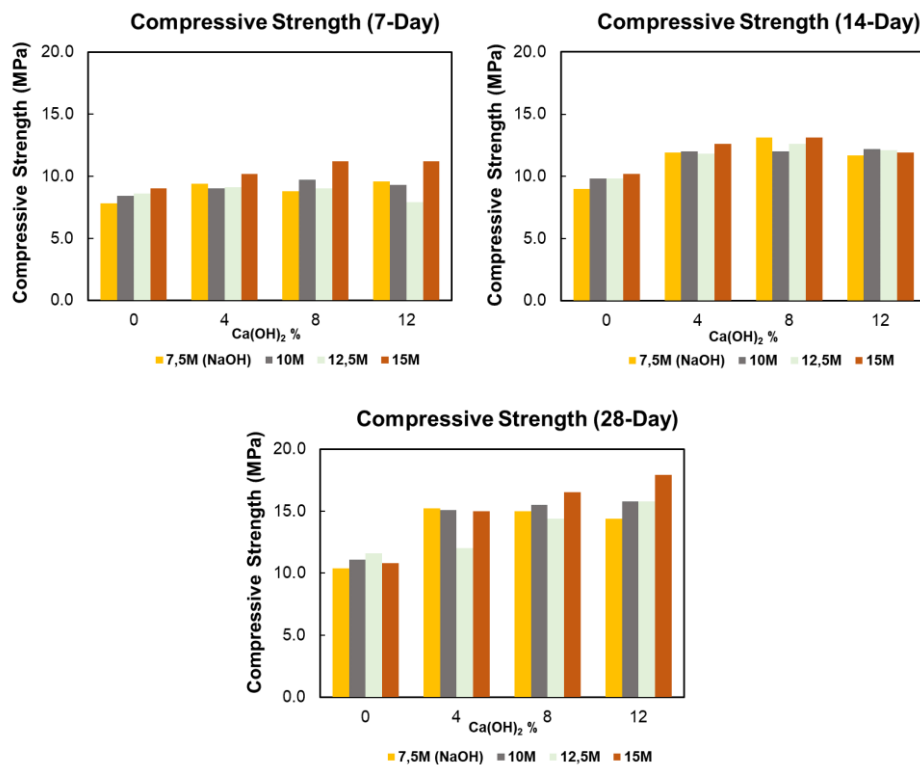 Compressive Strength (7-Day)
Compressive Strength (MPa)
20.0
15.0
10.0
5.0
0.0
0 4 8 12
Ca(OH)₂ %
7,5M (NaOH) 10M 12,5M 15M
Compressive Strength (14-Day)
Compressive Strength (MPa)
20.0
15.0
10.0
5.0
0.0
0 4 8 12
Ca(OH)₂ %
7,5M (NaOH) 10M 12,5M 15M
Compressive Strength (28-Day)
Compressive Strength (MPa)
20.0
15.0
10.0
5.0
0.0
0 4 8 12
Ca(OH)₂ %
7,5M (NaOH) 10M 12,5M 15M